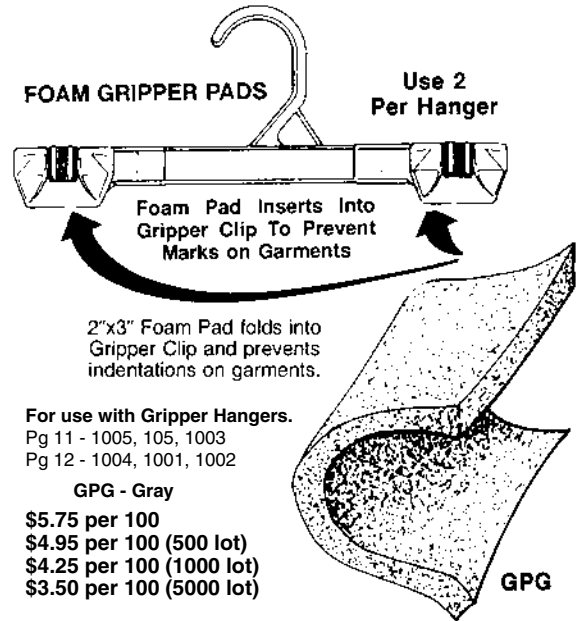 FOAM GRIPPER PADS
Use 2
Per Hanger
Foam Pad Inserts Into
Gripper Clip To Prevent
Marks on Garments
2"x3" Foam Pad folds into
Gripper Clip and prevents
indentations on garments.
For use with Gripper Hangers.
Pg 11 - 1005, 105, 1003
Pg 12 - 1004, 1001, 1002
GPG - Gray
$5.75 per 100
$4.95 per 100 (500 lot)
$4.25 per 100 (1000 lot)
$3.50 per 100 (5000 lot)
GPG